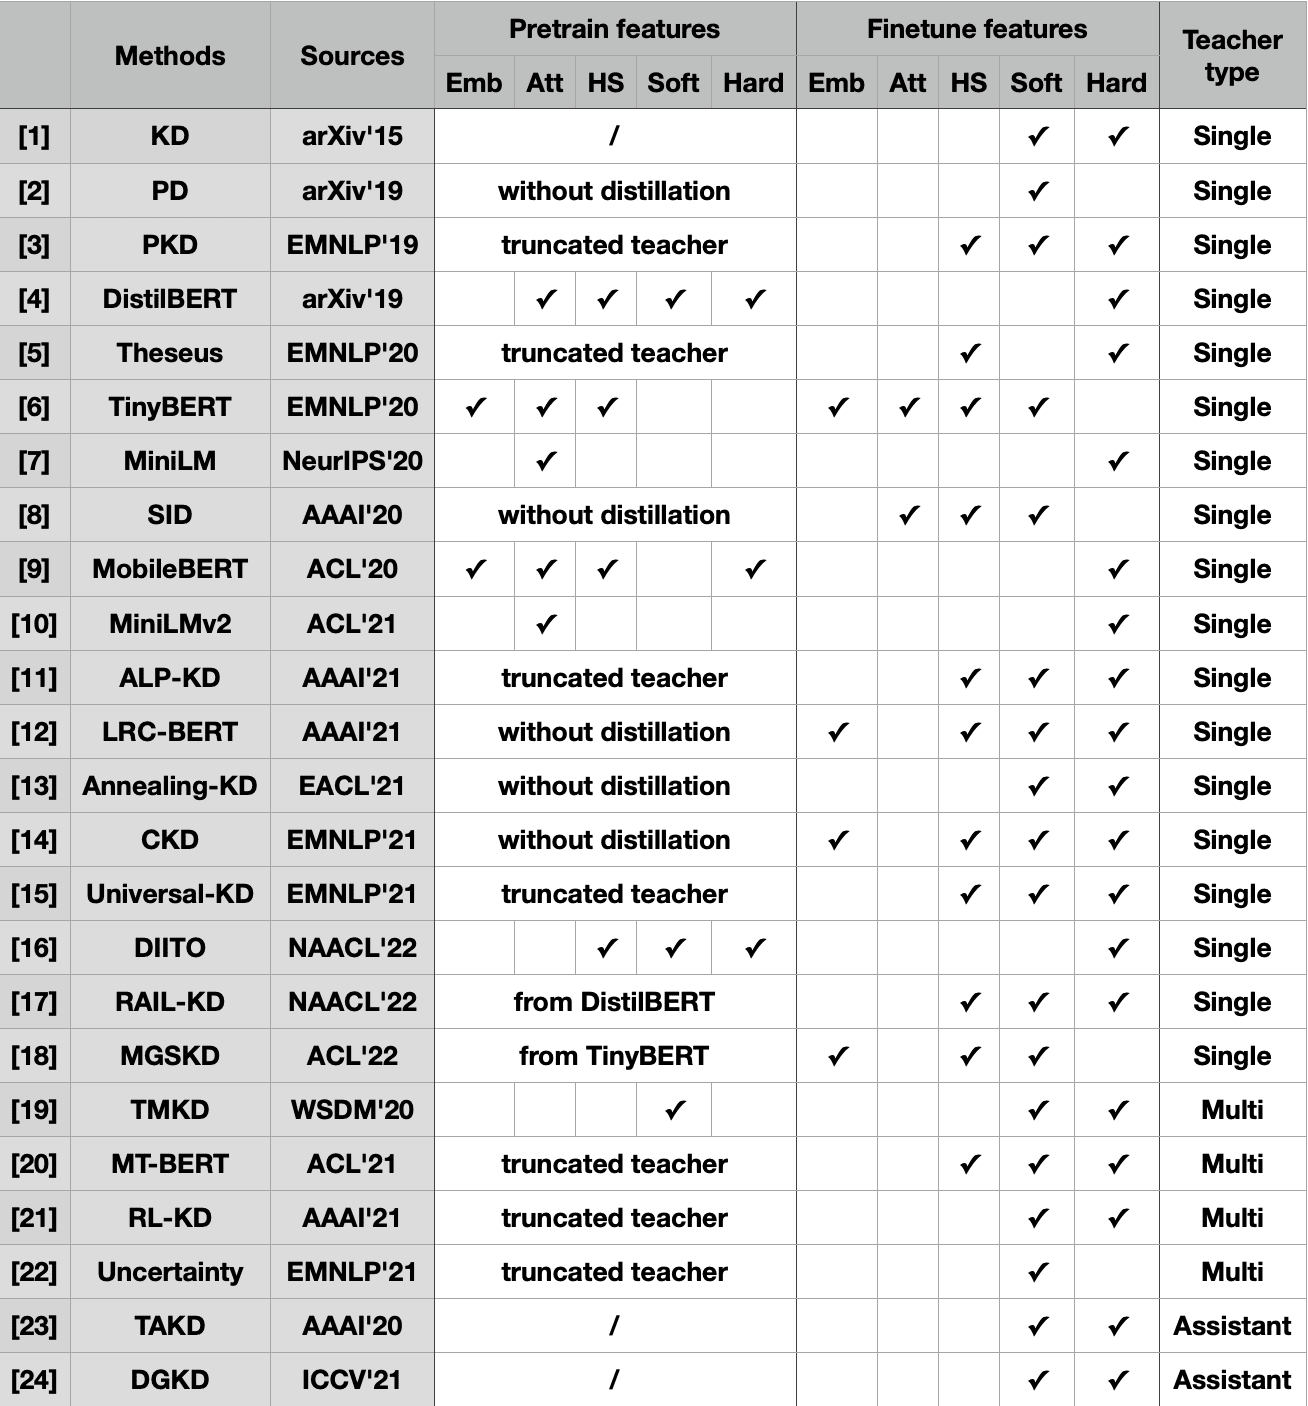 Methods Sources Pretrain features Finetune features Teacher type
Emb Att HS Soft Hard Emb Att HS Soft Hard
[1] KD arXiv'15 / ✓ ✓ Single
[2] PD arXiv'19 without distillation ✓ Single
[3] PKD EMNLP'19 truncated teacher ✓ ✓ ✓ Single
[4] DistilBERT arXiv'19 ✓ ✓ ✓ ✓ ✓ Single
[5] Theseus EMNLP'20 truncated teacher ✓ ✓ Single
[6] TinyBERT EMNLP'20 ✓ ✓ ✓ ✓ ✓ ✓ ✓ Single
[7] MiniLM NeurIPS'20 ✓ ✓ Single
[8] SID AAAI'20 without distillation ✓ ✓ ✓ Single
[9] MobileBERT ACL'20 ✓ ✓ ✓ ✓ ✓ Single
[10] MiniLMv2 ACL'21 ✓ ✓ Single
[11] ALP-KD AAAI'21 truncated teacher ✓ ✓ ✓ Single
[12] LRC-BERT AAAI'21 without distillation ✓ ✓ ✓ ✓ Single
[13] Annealing-KD EACL'21 without distillation ✓ ✓ Single
[14] CKD EMNLP'21 without distillation ✓ ✓ ✓ ✓ Single
[15] Universal-KD EMNLP'21 truncated teacher ✓ ✓ ✓ Single
[16] DIITO NAACL'22 ✓ ✓ ✓ ✓ Single
[17] RAIL-KD NAACL'22 from DistilBERT ✓ ✓ ✓ Single
[18] MGSKD ACL'22 from TinyBERT ✓ ✓ ✓ Single
[19] TMKD WSDM'20 ✓ ✓ ✓ Multi
[20] MT-BERT ACL'21 truncated teacher ✓ ✓ ✓ Multi
[21] RL-KD AAAI'21 truncated teacher ✓ ✓ Multi
[22] Uncertainty EMNLP'21 truncated teacher ✓ Multi
[23] TAKD AAAI'20 / ✓ ✓ Assistant
[24] DGKD ICCV'21 / ✓ ✓ Assistant